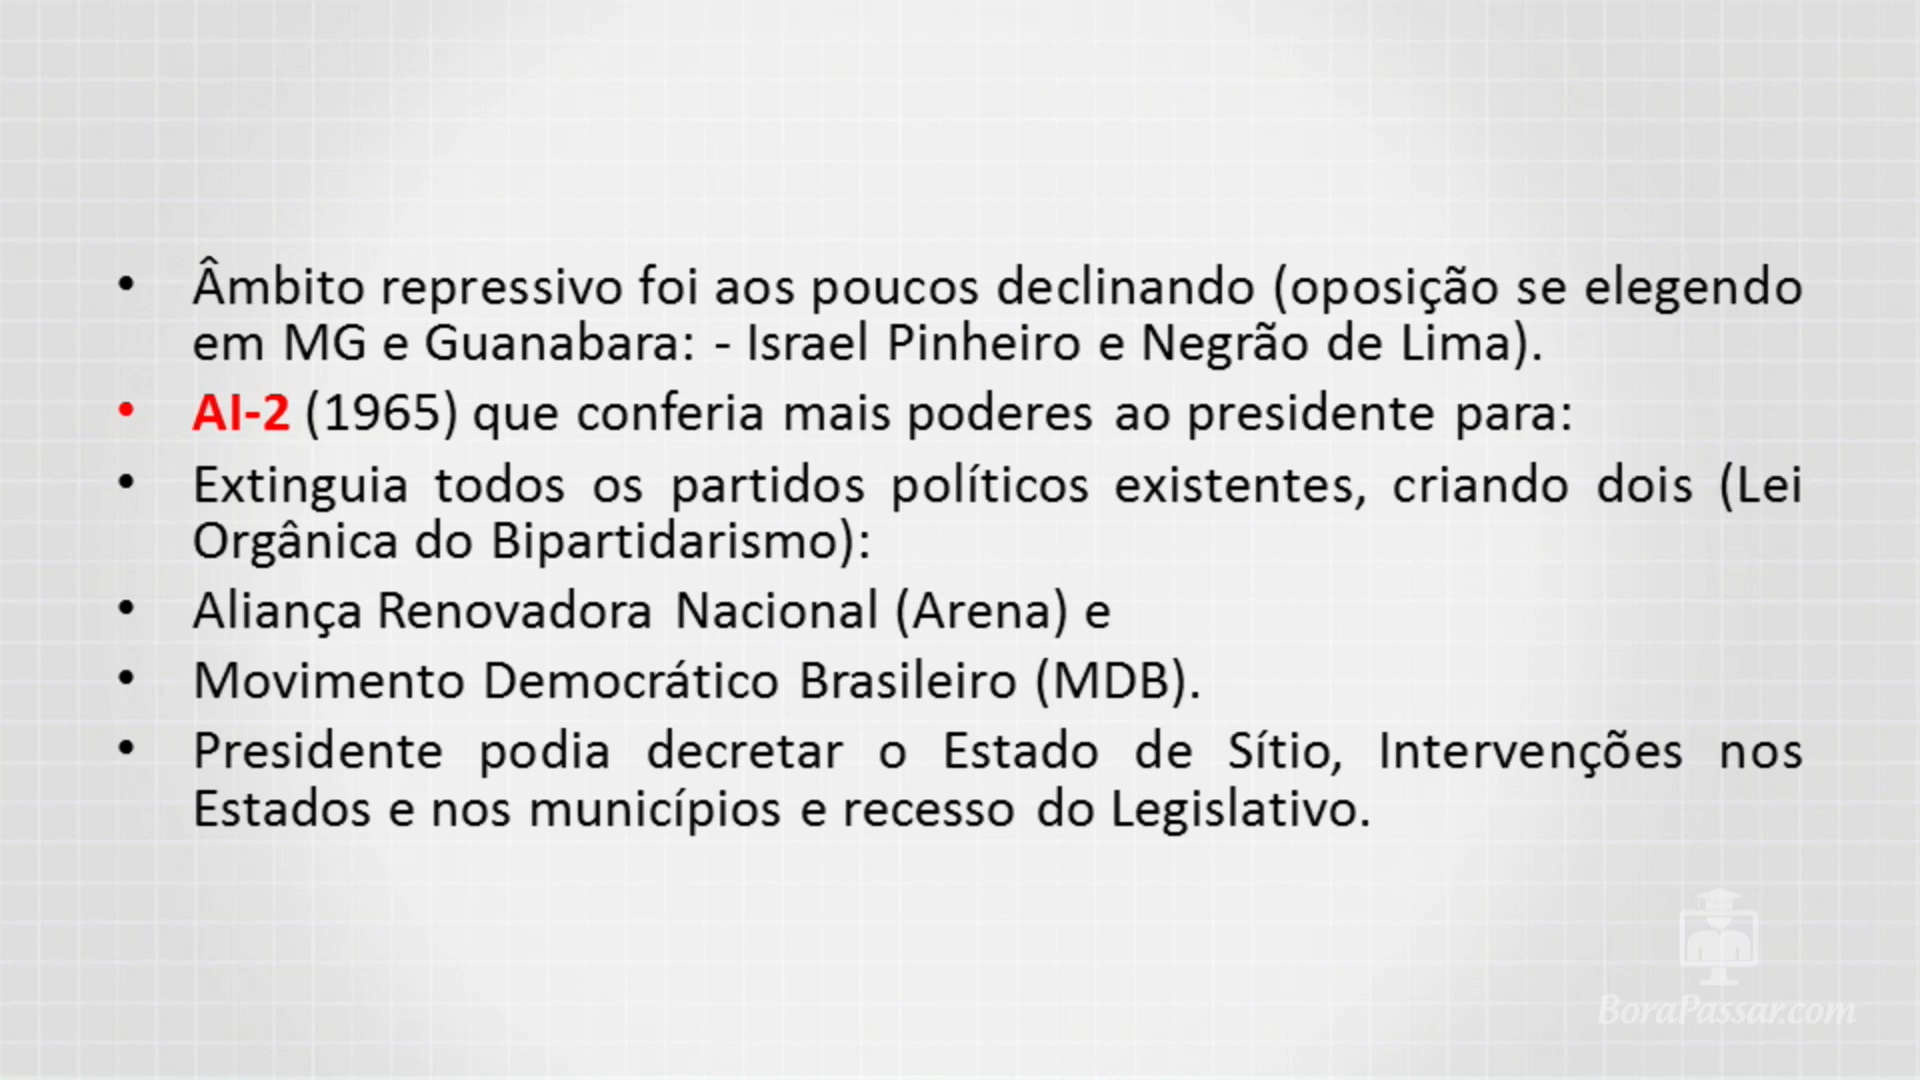 • Âmbito repressivo foi aos poucos declinando (oposição se elegendo
em MG e Guanabara: - Israel Pinheiro e Negrão de Lima).
• AI-2 (1965) que conferia mais poderes ao presidente para:
• Extinguia todos os partidos políticos existentes, criando dois (Lei
Orgânica do Bipartidarismo):
• Aliança Renovadora Nacional (Arena) e
• Movimento Democrático Brasileiro (MDB).
• Presidente podia decretar o Estado de Sítio, Intervenções nos
Estados e nos municípios e recesso do Legislativo.
BoraPassar.com